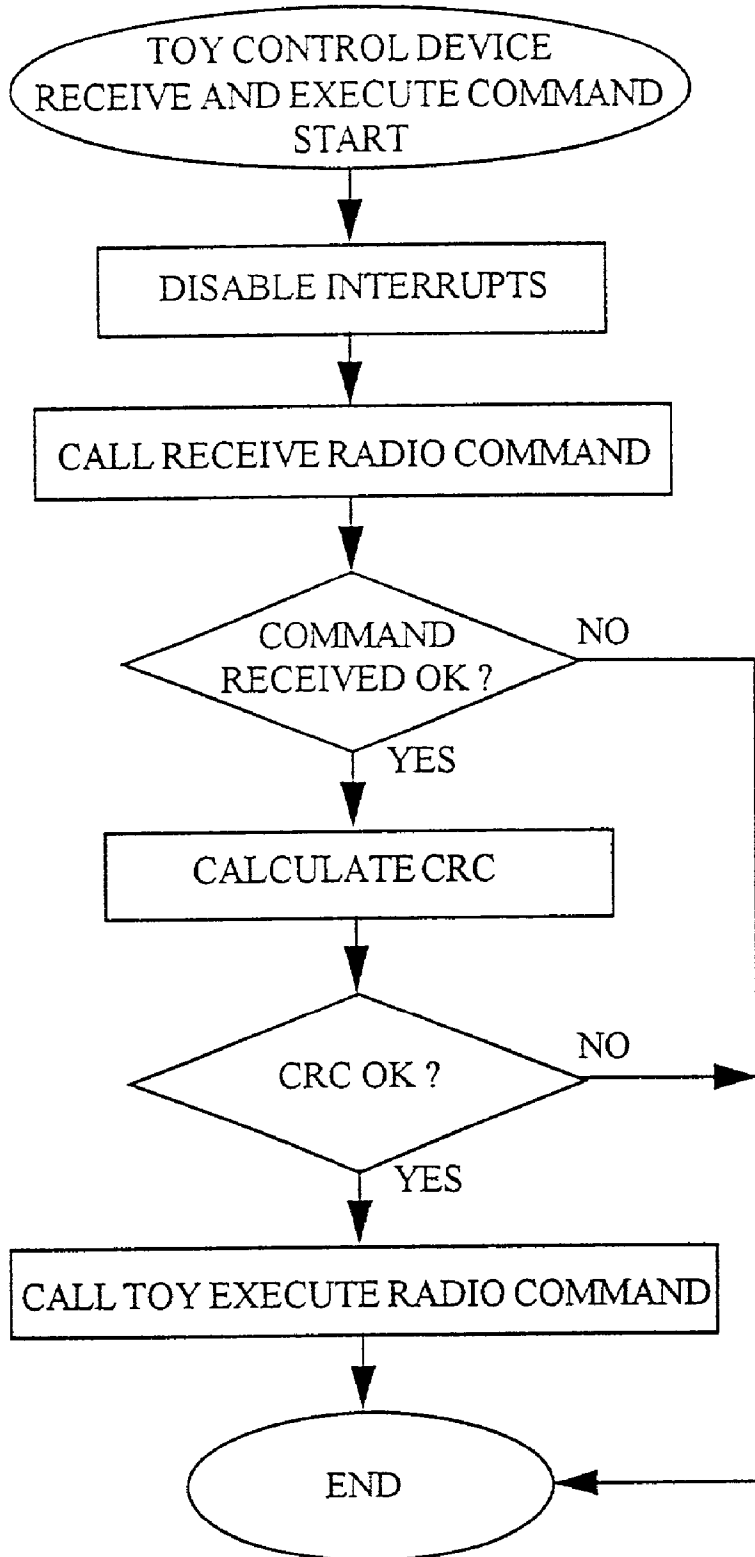 TOY CONTROL DEVICE
RECEIVE AND EXECUTE COMMAND
START
DISABLE INTERRUPTS
CALL RECEIVE RADIO COMMAND
COMMAND
RECEIVED OK ?
NO
YES
CALCULATE CRC
CRC OK ?
NO
YES
CALL TOY EXECUTE RADIO COMMAND
END